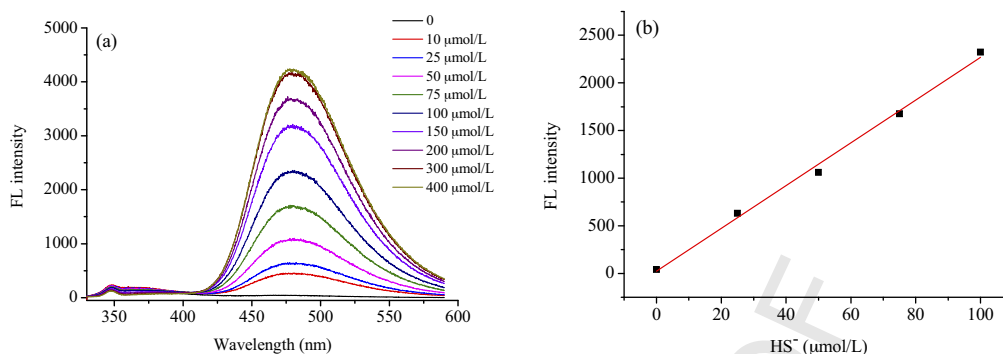 (a)
0
10 μmol/L
25 μmol/L
50 μmol/L
75 μmol/L
100 μmol/L
150 μmol/L
200 μmol/L
300 μmol/L
400 μmol/L
5000
4000
3000
2000
1000
0
FL intensity
350 400 450 500 550 600
Wavelength (nm)
(b)
2500
2000
1500
1000
500
0
FL intensity
0 20 40 60 80 100
HS⁻ (μmol/L)